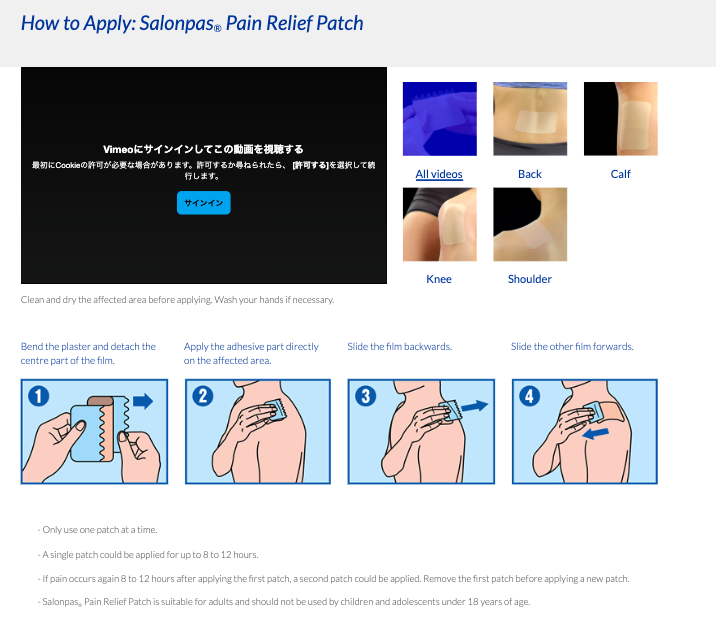 How to Apply: Salonpas® Pain Relief Patch
Vimeoにサインインしてこの動画を視聴する
最初にCookieの許可が必要な場合があります。許可するか尋ねられたら、[許可する]を選択して続
行します。
サインイン
All videos
Back
Calf
Knee
Shoulder
Clean and dry the affected area before applying. Wash your hands if necessary.
Bend the plaster and detach the
centre part of the film.
Apply the adhesive part directly
on the affected area.
Slide the film backwards.
Slide the other film forwards.
1
2
3
4
- Only use one patch at a time.
- A single patch could be applied for up to 8 to 12 hours.
- If pain occurs again 8 to 12 hours after applying the first patch, a second patch could be applied. Remove the first patch before applying a new patch.
- Salonpas® Pain Relief Patch is suitable for adults and should not be used by children and adolescents under 18 years of age.